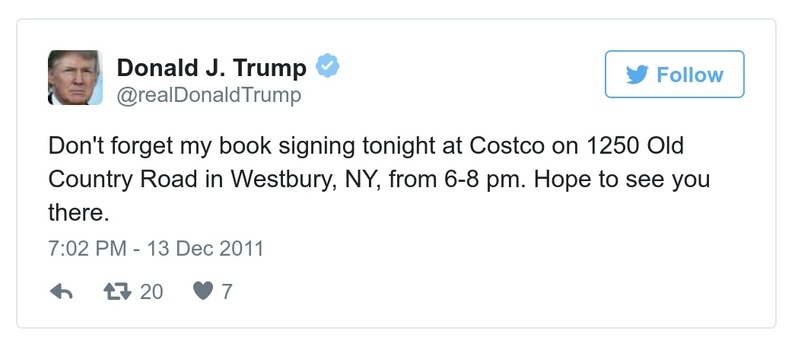 Donald J. Trump
@realDonaldTrump
Follow
Don't forget my book signing tonight at Costco on 1250 Old
Country Road in Westbury, NY, from 6-8 pm. Hope to see you
there.
7:02 PM - 13 Dec 2011
20 7